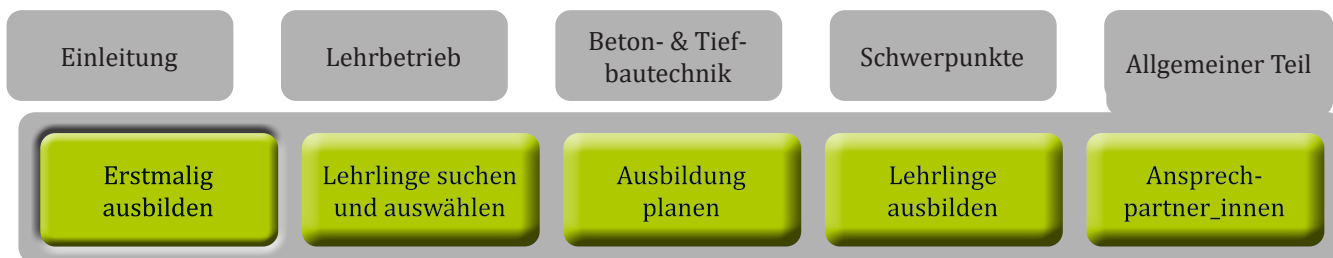 Einleitung
Lehrbetrieb
Beton- & Tief-
bautechnik
Schwerpunkte
Allgemeiner Teil
Erstmalig
ausbilden
Lehrlinge suchen
und auswählen
Ausbildung
planen
Lehrlinge
ausbilden
Ansprech-
partner_innen